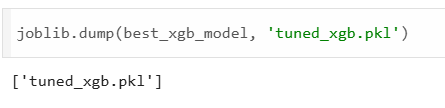 joblib.dump(best_xgb_model, 'tuned_xgb.pkl')
['tuned_xgb.pkl']